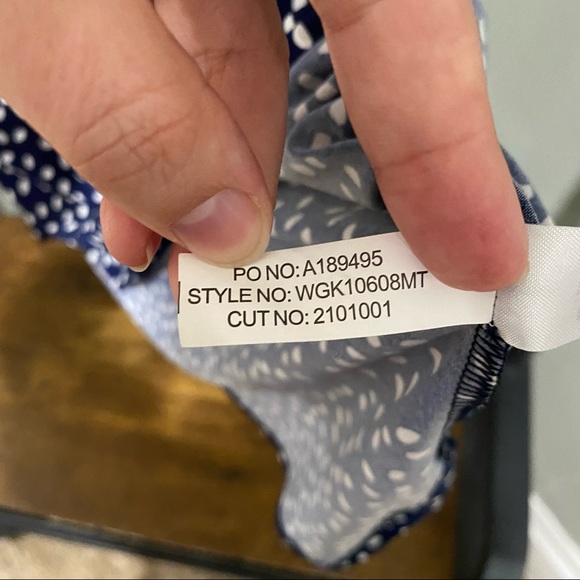 PO NO: A189495
STYLE NO: WGK10608MT
CUT NO: 2101001